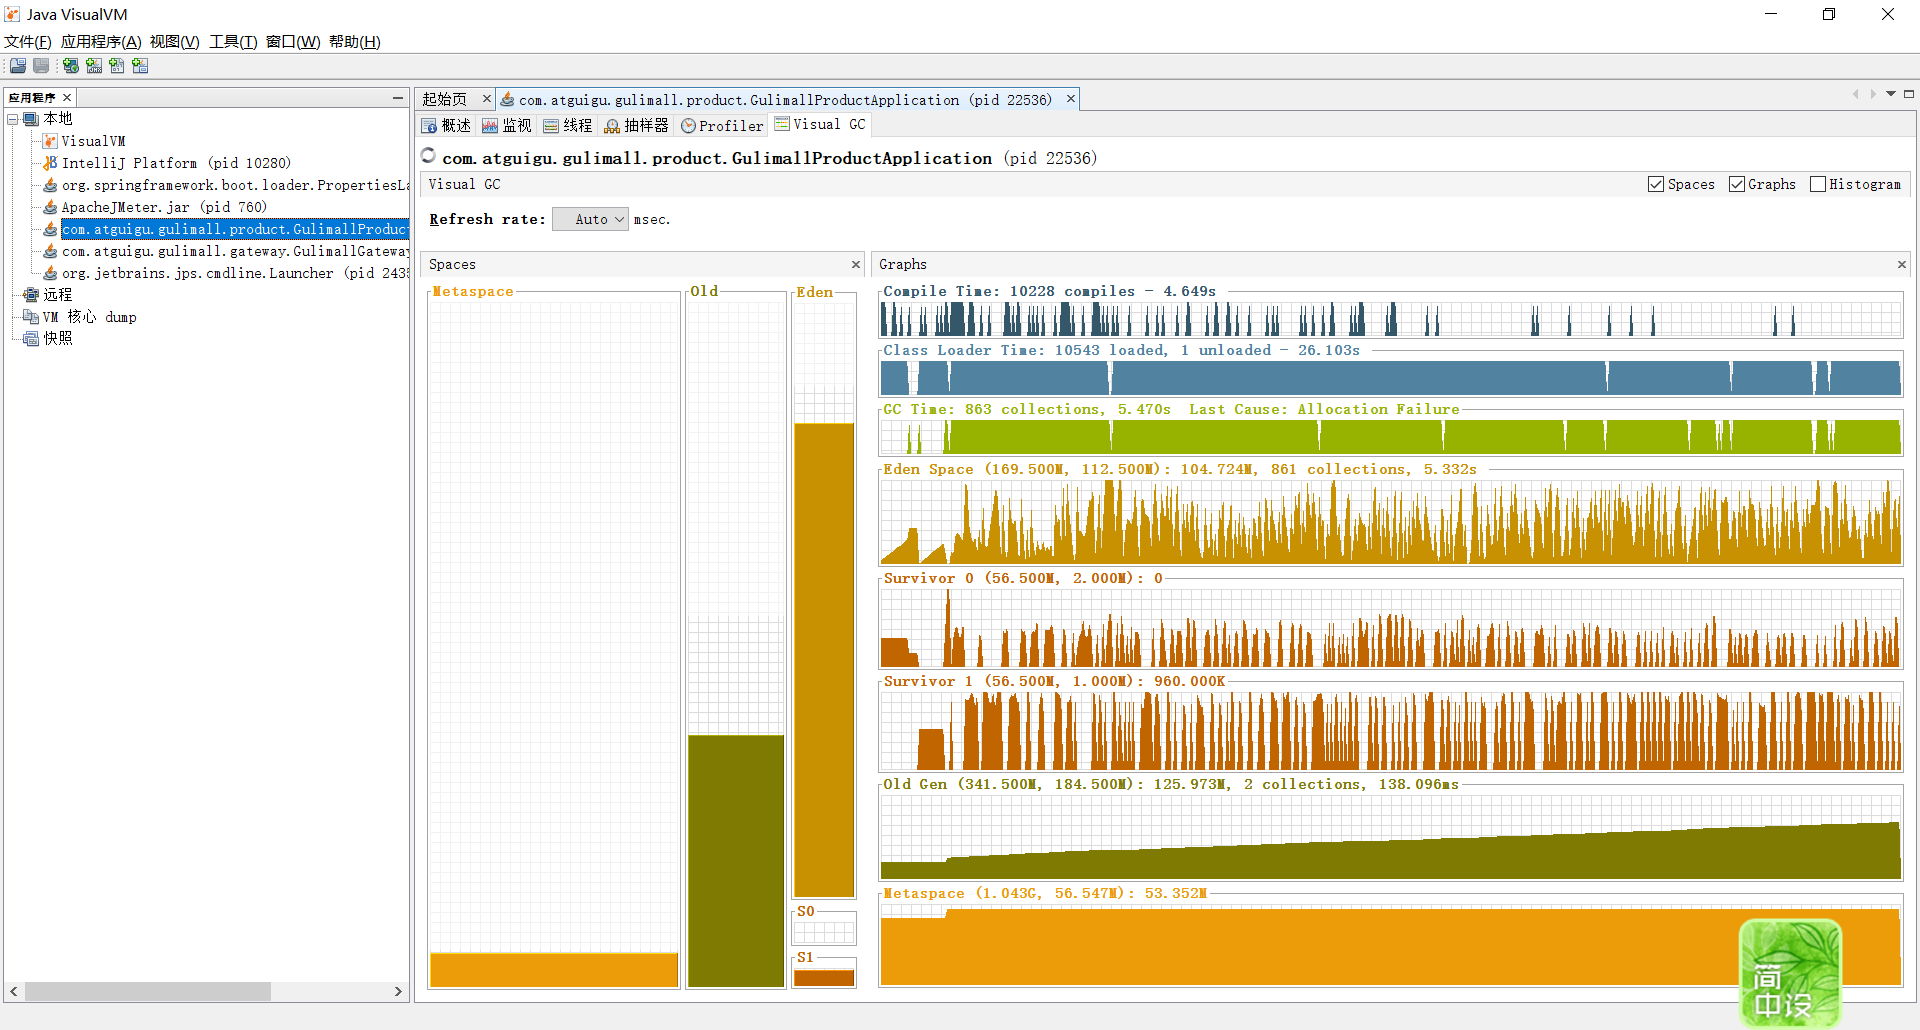 Java VisualVM
文件(F) 应用程序(A) 视图(V) 工具(T) 窗口(W) 帮助(H)
应用程序
本地
VisualVM
IntelliJ Platform (pid 10280)
org.springframework.boot.loader.PropertiesLa
ApacheJMeter.jar (pid 760)
com.atguigu.gulimall.product.GulimallProduc
com.atguigu.gulimall.gateway.GulimallGateway
org.jetbrains.jps.cmdline.Launcher (pid 2435
远程
VM 核心 dump
快照
起始页 com.atguigu.gulimall.product.GulimallProductApplication (pid 22536)
概述 监视 线程 抽样器 Profiler Visual GC
com.atguigu.gulimall.product.GulimallProductApplication (pid 22536)
Visual GC Spaces Graphs Histogram
Refresh rate: Auto msec.
Spaces
Metaspace Old Eden
S0
S1
Graphs
Compile Time: 10228 compiles - 4.649s
Class Loader Time: 10543 loaded, 1 unloaded - 26.103s
GC Time: 863 collections, 5.470s Last Cause: Allocation Failure
Eden Space (169.500M, 112.500M): 104.724M, 861 collections, 5.332s
Survivor 0 (56.500M, 2.000M): 0
Survivor 1 (56.500M, 1.000M): 960.000K
Old Gen (341.500M, 184.500M): 125.973M, 2 collections, 138.096ms
Metaspace (1.043G, 56.547M): 53.352M
简
中设